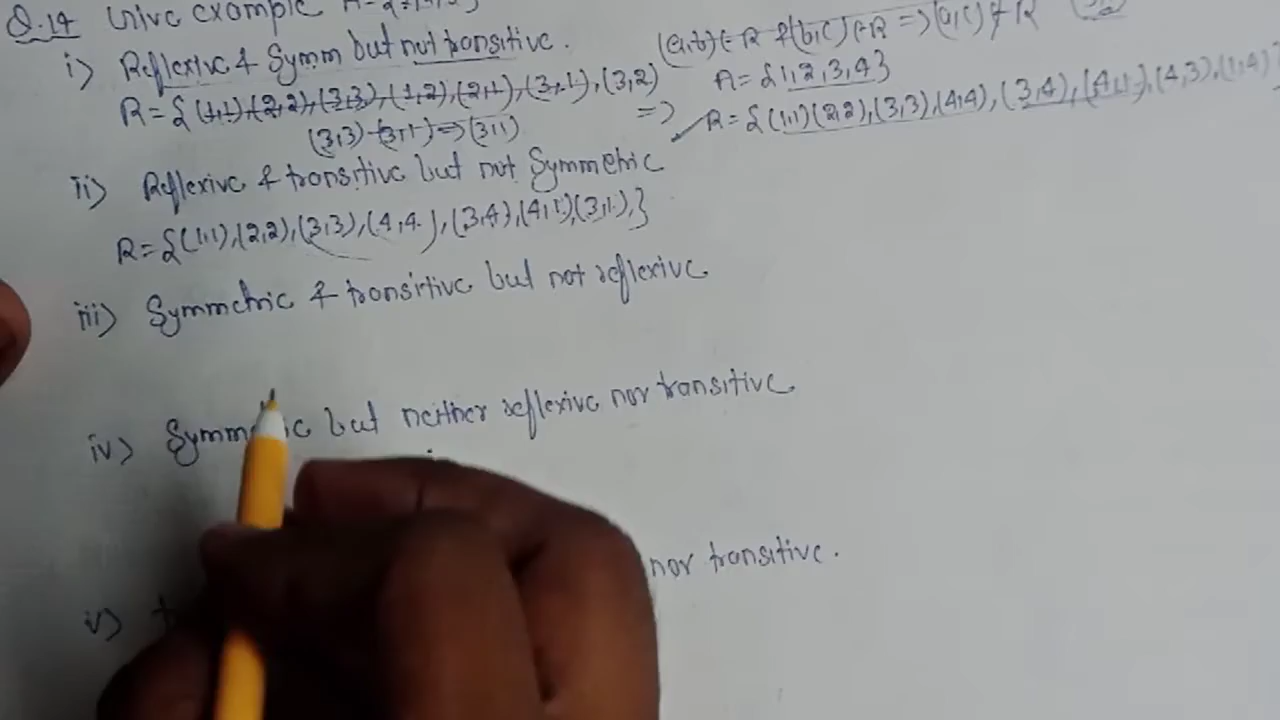 Q.14 Give example A =
i) Reflexive & Symm but not transitive.
R = {(1,1),(2,2),(3,3),(1,2),(2,1),(3,1),(3,2)
(3,3) (3,1) => (3,1)
(a,b) ∈ R & (b,c) ∈ R => (a,c) ∉ R
A = {1,2,3,4}
=> R = {(1,1)(2,2),(3,3),(4,4),(3,4),(4,1),(4,3),(1,4)
ii) Reflexive & transitive but not Symmetric
R = {(1,1),(2,2),(3,3),(4,4),(3,4),(4,1)(3,1),}
iii) Symmetric & transitive but not reflexive
iv) Symm ic but neither reflexive nor transitive
v) nor transitive.